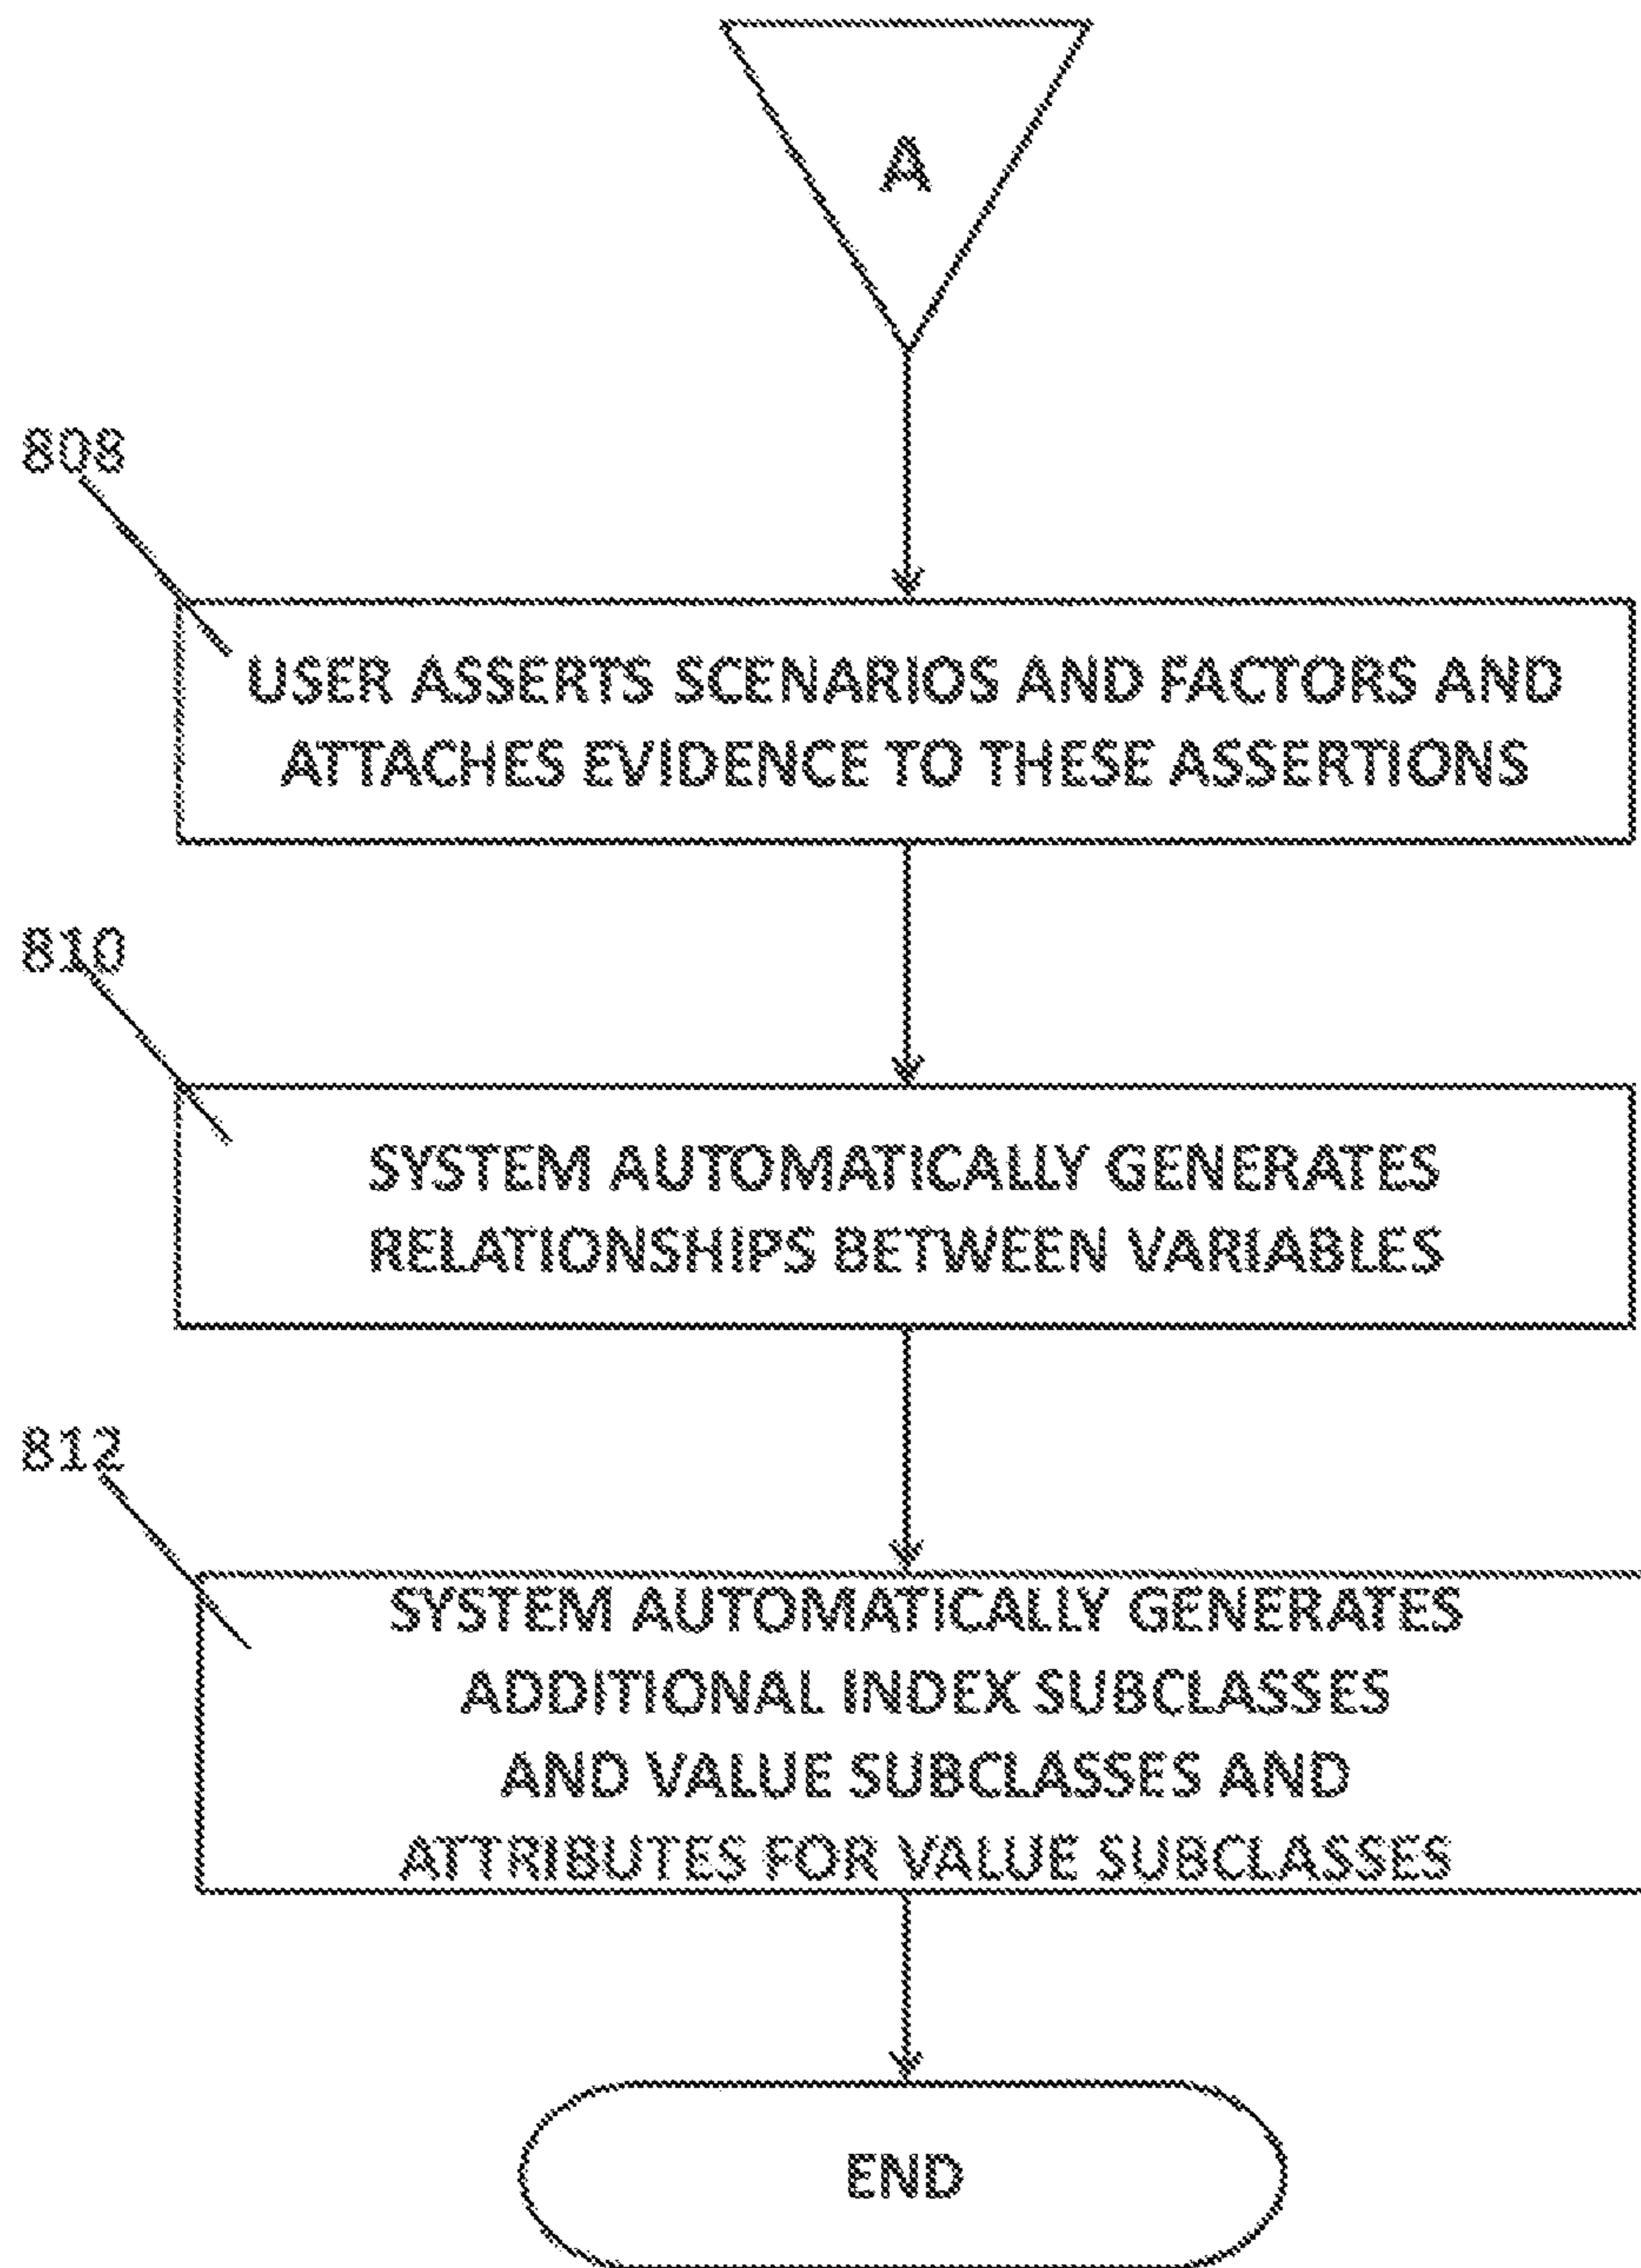 A
808
USER ASSERTS SCENARIOS AND FACTORS AND
ATTACHES EVIDENCE TO THESE ASSERTIONS
810
SYSTEM AUTOMATICALLY GENERATES
RELATIONSHIPS BETWEEN VARIABLES
812
SYSTEM AUTOMATICALLY GENERATES
ADDITIONAL INDEX SUBCLASSES
AND VALUE SUBCLASSES AND
ATTRIBUTES FOR VALUE SUBCLASSES
END